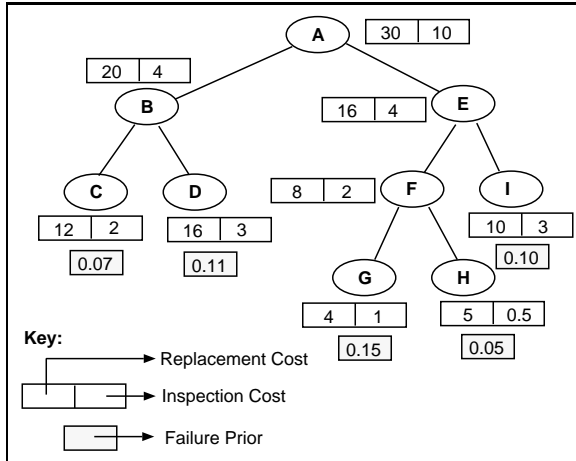 A
30 10
20 4
B
16 4
E
C
D
8 2
F
I
12 2
16 3
10 3
0.07
0.11
0.10
G
H
4 1
5 0.5
0.15
0.05
Key:
Replacement Cost
Inspection Cost
Failure Prior